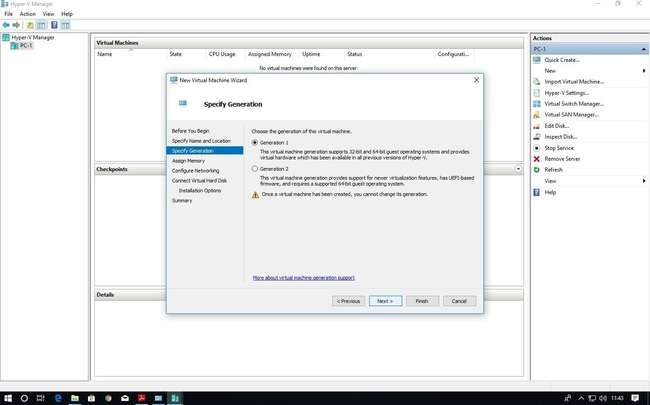 Hyper-V Manager
File Action View Help
Hyper-V Manager
PC-1
Virtual Machines
Name State CPU Usage Assigned Memory Uptime Status Configurati...
No virtual machines were found on this server.
Checkpoints
Details
New Virtual Machine Wizard
Specify Generation
Before You Begin
Specify Name and Location
Specify Generation
Assign Memory
Configure Networking
Connect Virtual Hard Disk
Installation Options
Summary
Choose the generation of this virtual machine.
Generation 1
This virtual machine generation supports 32-bit and 64-bit guest operating systems and provides
virtual hardware which has been available in all previous versions of Hyper-V.
Generation 2
This virtual machine generation provides support for newer virtualization features, has UEFI-based
firmware, and requires a supported 64-bit guest operating system.
Once a virtual machine has been created, you cannot change its generation.
More about virtual machine generation support
< Previous Next > Finish Cancel
Actions
PC-1
Quick Create...
New
Import Virtual Machine...
Hyper-V Settings...
Virtual Switch Manager...
Virtual SAN Manager...
Edit Disk...
Inspect Disk...
Stop Service
Remove Server
Refresh
View
Help
11:43